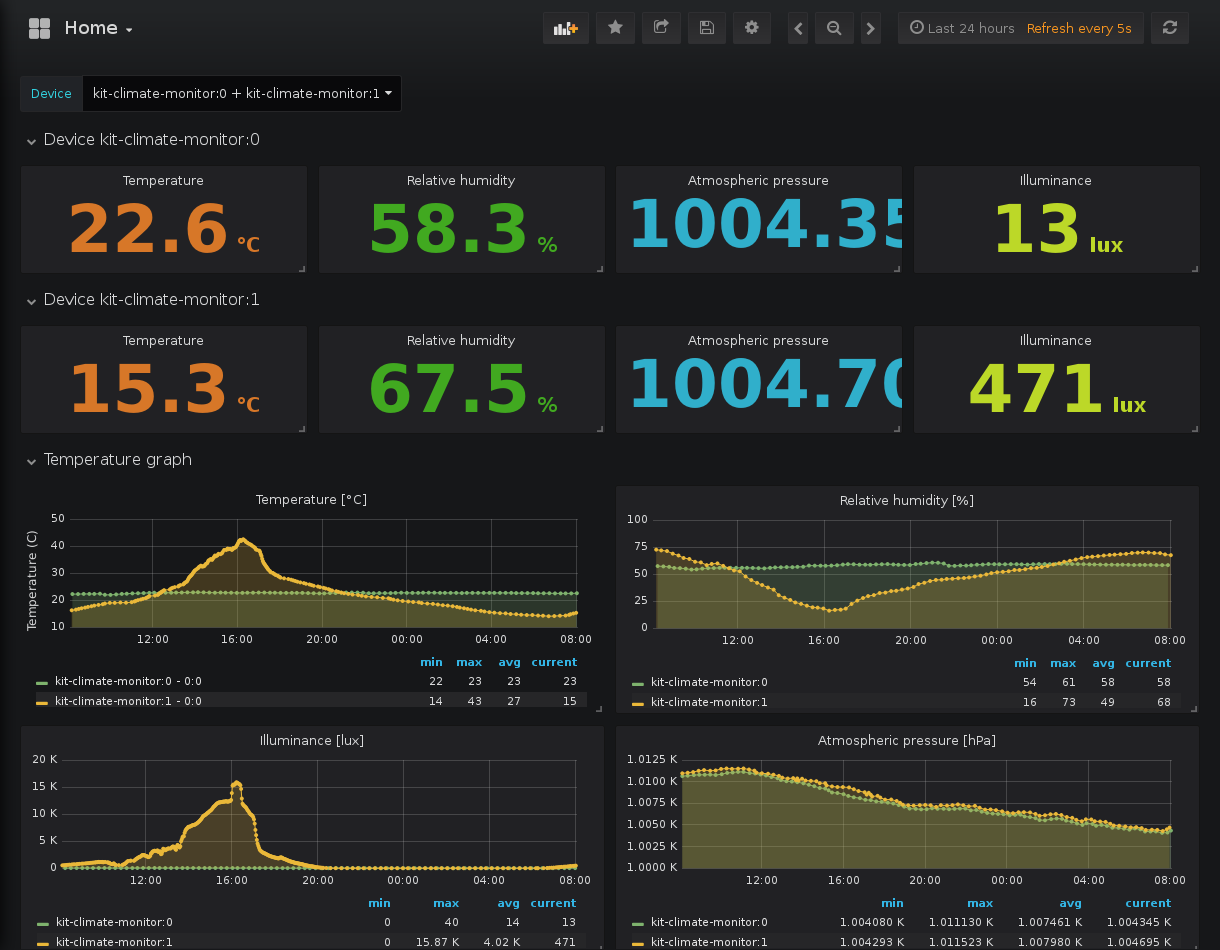 Home
Last 24 hours Refresh every 5s
Device kit-climate-monitor:0 + kit-climate-monitor:1
Device kit-climate-monitor:0
Temperature Relative humidity Atmospheric pressure Illuminance
22.6 °C 58.3 % 1004.35 13 lux
Device kit-climate-monitor:1
Temperature Relative humidity Atmospheric pressure Illuminance
15.3 °C 67.5 % 1004.70 471 lux
Temperature graph
Temperature [°C]
Temperature (C)
50
40
30
20
10
12:00 16:00 20:00 00:00 04:00 08:00
min max avg current
kit-climate-monitor:0 - 0:0 22 23 23 23
kit-climate-monitor:1 - 0:0 14 43 27 15
Relative humidity [%]
100
75
50
25
0
12:00 16:00 20:00 00:00 04:00 08:00
min max avg current
kit-climate-monitor:0 54 61 58 58
kit-climate-monitor:1 16 73 49 68
Illuminance [lux]
20 K
15 K
10 K
5 K
0
12:00 16:00 20:00 00:00 04:00 08:00
min max avg current
kit-climate-monitor:0 0 40 14 13
kit-climate-monitor:1 0 15.87 K 4.02 K 471
Atmospheric pressure [hPa]
1.0125 K
1.0100 K
1.0075 K
1.0050 K
1.0025 K
1.0000 K
12:00 16:00 20:00 00:00 04:00 08:00
min max avg current
kit-climate-monitor:0 1.004080 K 1.011130 K 1.007461 K 1.004345 K
kit-climate-monitor:1 1.004293 K 1.011523 K 1.007980 K 1.004695 K